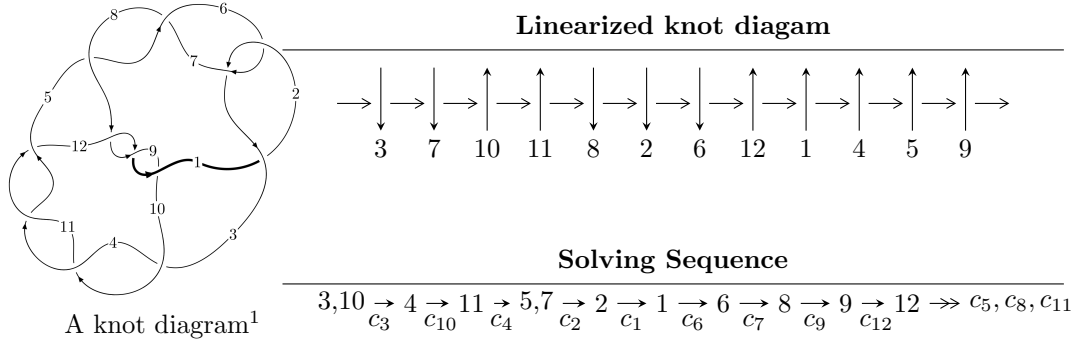 8
6
7
5
2
12
9
1
10
11
4
3
A knot diagram¹
Linearized knot diagam
3 7 10 11 8 2 6 12 1 4 5 9
Solving Sequence
3,10 → 4 → 11 → 5,7 → 2 → 1 → 6 → 8 → 9 → 12 ↠ c₅, c₈, c₁₁
c₃ c₁₀ c₄ c₂ c₁ c₆ c₇ c₉ c₁₂